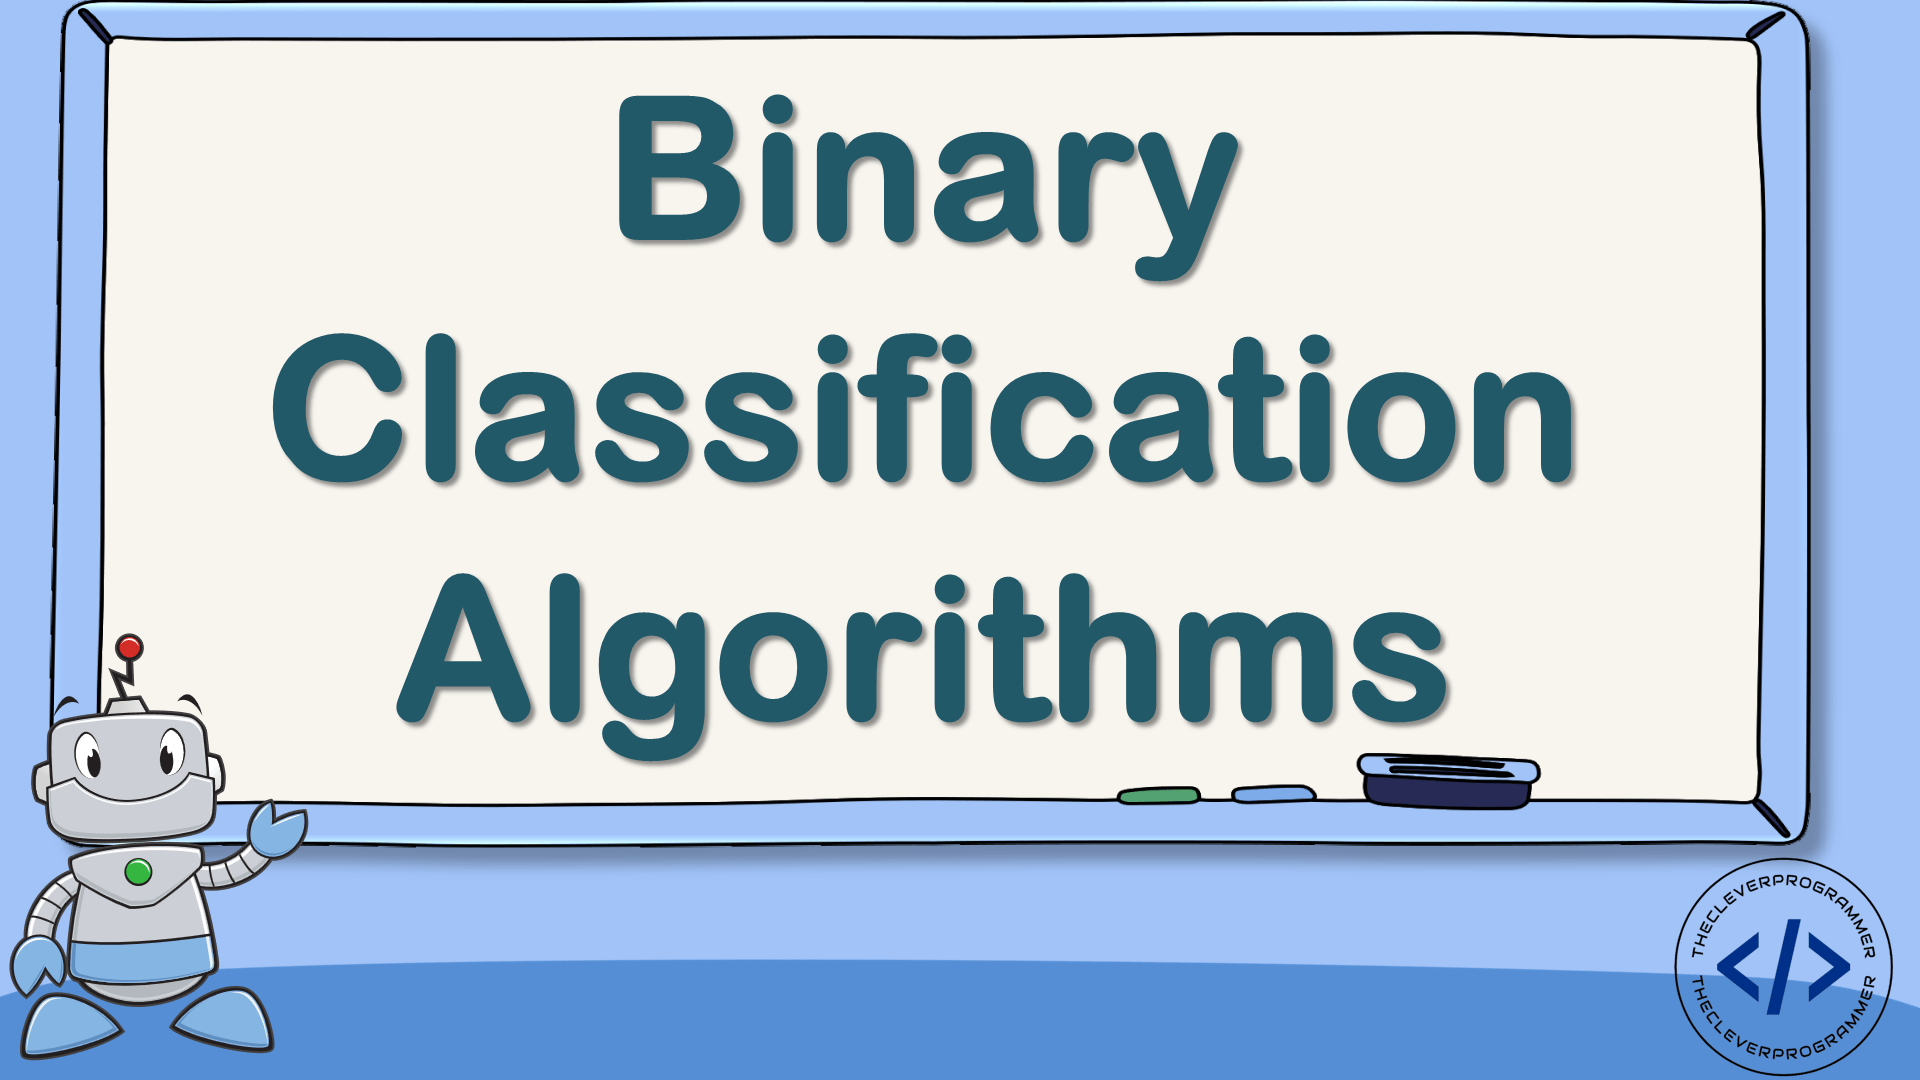 Binary
Classification
Algorithms
THECLEVERPROGRAMMER
</>
THECLEVERPROGRAMMER